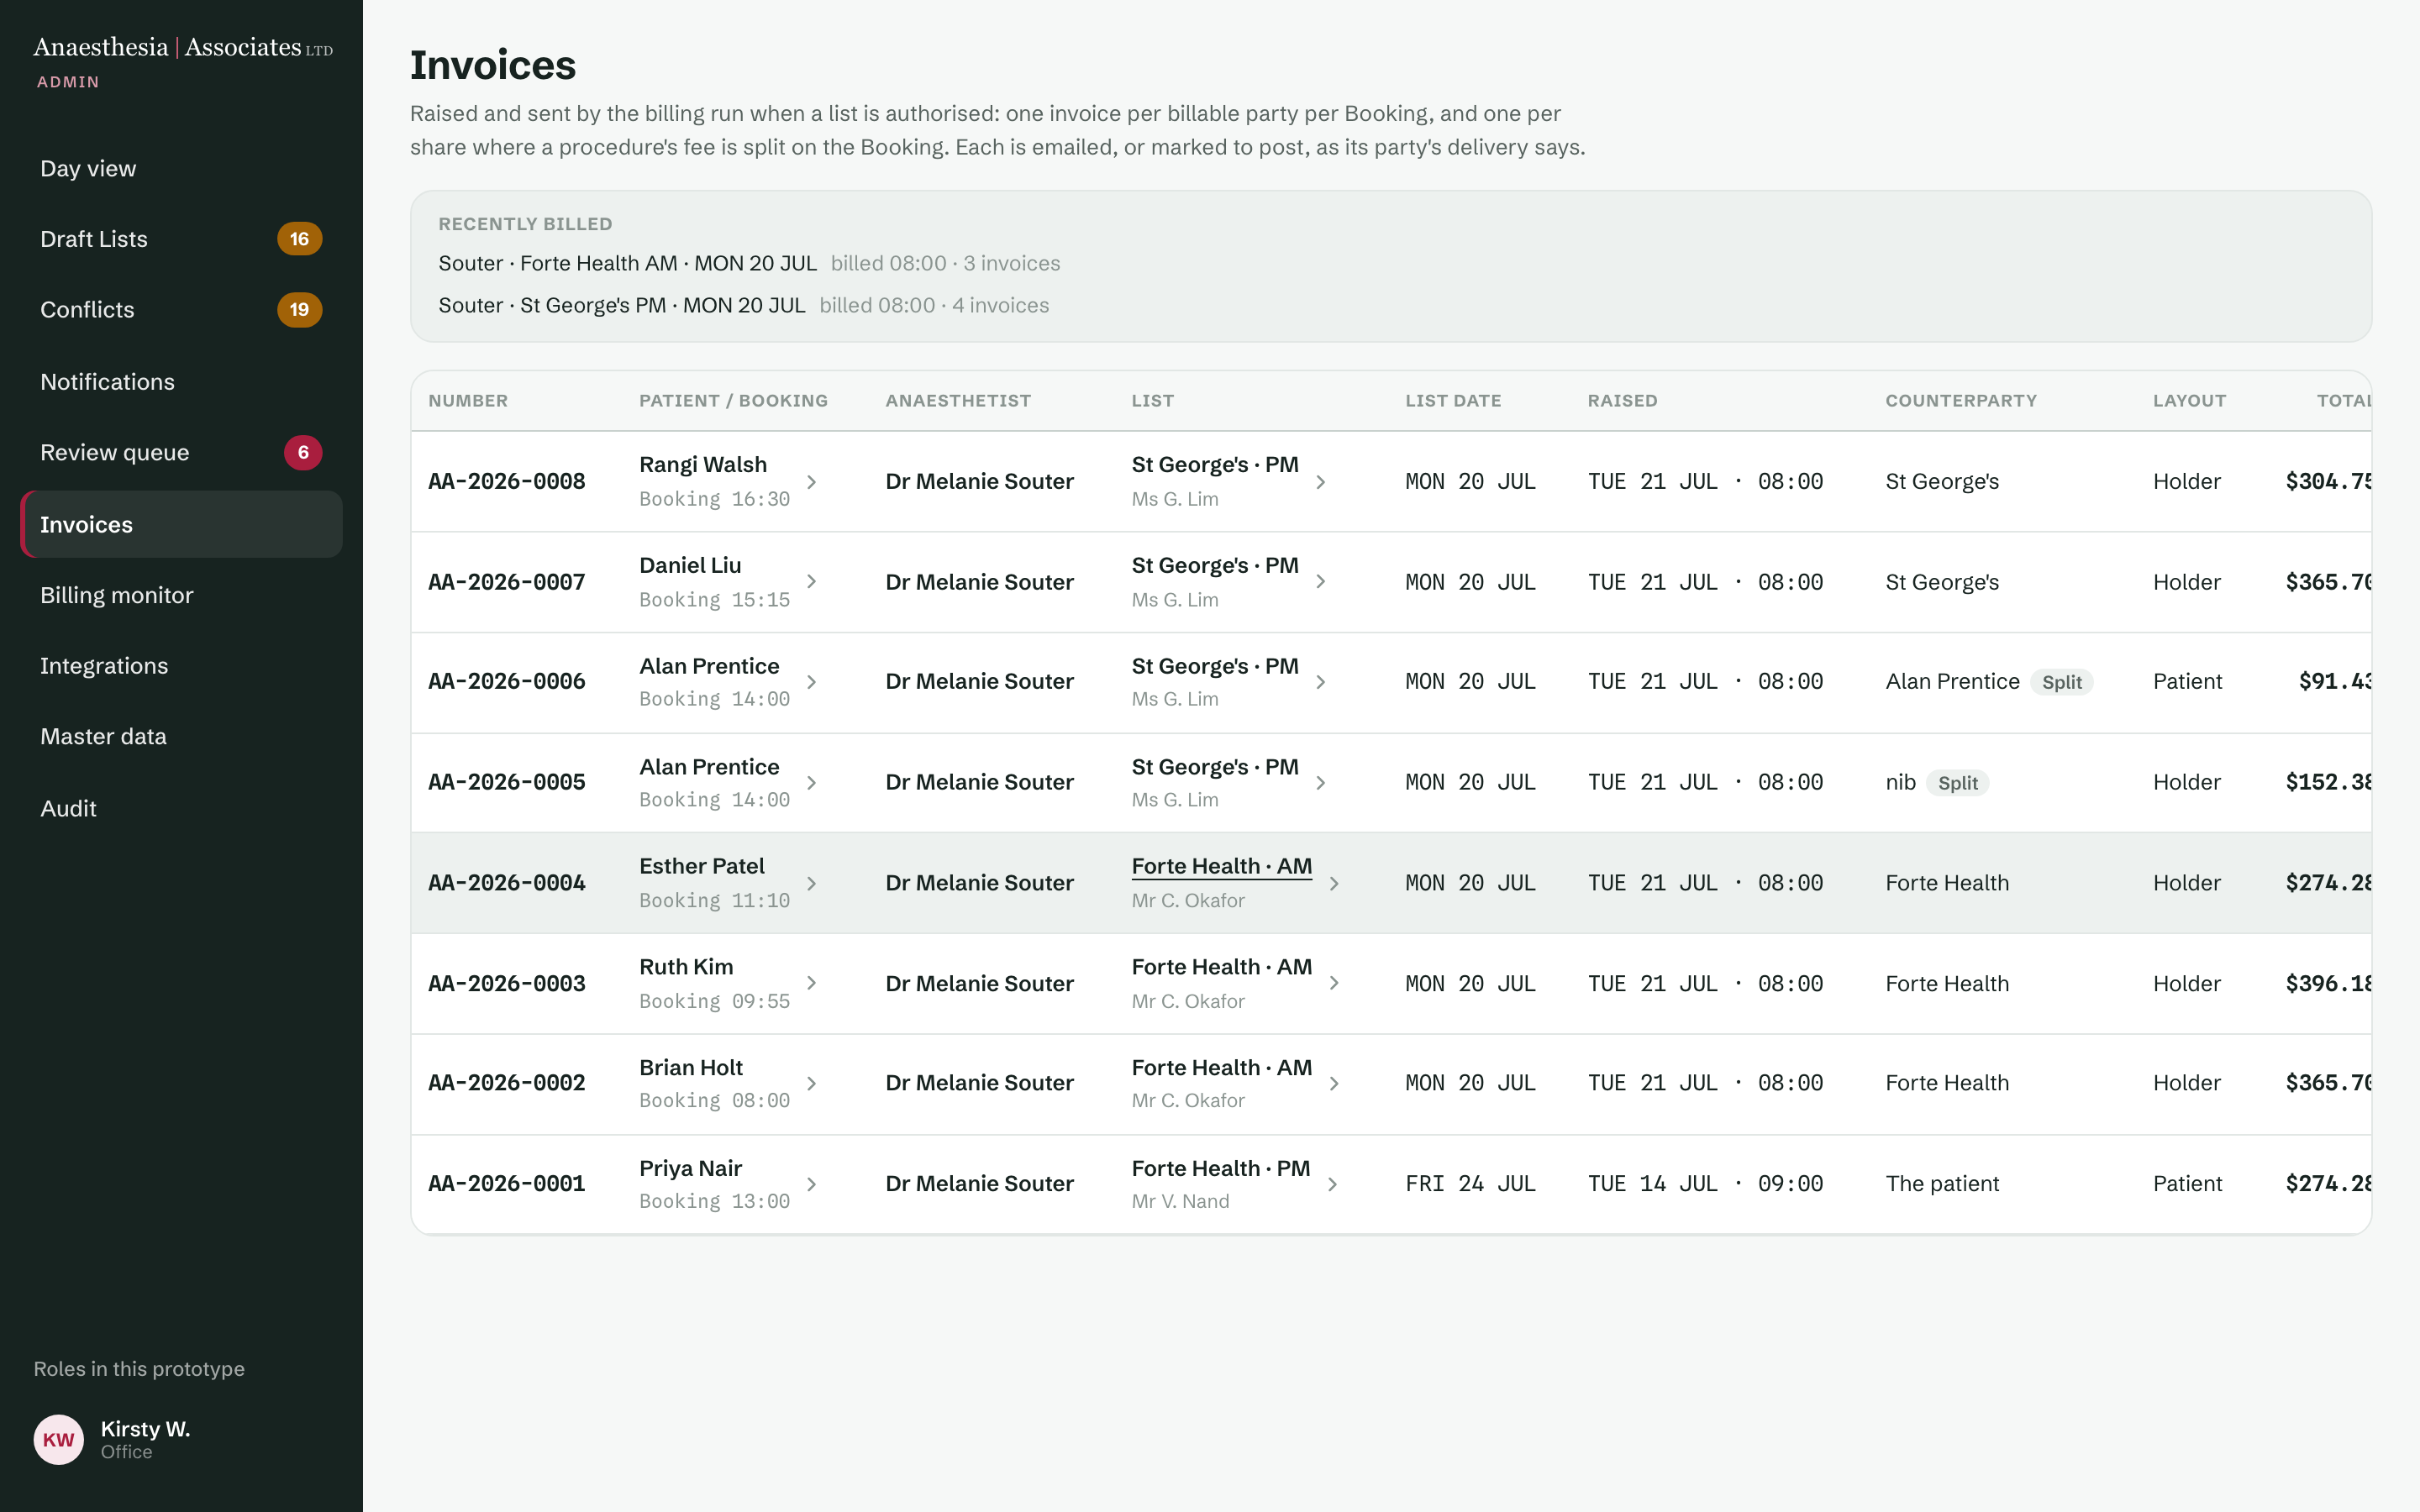 Anaesthesia | Associates LTD
ADMIN
Day view
Draft Lists 16
Conflicts 19
Notifications
Review queue 6
Invoices
Billing monitor
Integrations
Master data
Audit
Roles in this prototype
KW
Kirsty W.
Office
Invoices
Raised and sent by the billing run when a list is authorised: one invoice per billable party per Booking, and one per
share where a procedure's fee is split on the Booking. Each is emailed, or marked to post, as its party's delivery says.
RECENTLY BILLED
Souter · Forte Health AM · MON 20 JUL billed 08:00 · 3 invoices
Souter · St George's PM · MON 20 JUL billed 08:00 · 4 invoices
NUMBER PATIENT / BOOKING ANAESTHETIST LIST LIST DATE RAISED COUNTERPARTY LAYOUT TOTAL
AA-2026-0008 Rangi Walsh Dr Melanie Souter St George's · PM MON 20 JUL TUE 21 JUL · 08:00 St George's Holder $304.75
Booking 16:30 Ms G. Lim
AA-2026-0007 Daniel Liu Dr Melanie Souter St George's · PM MON 20 JUL TUE 21 JUL · 08:00 St George's Holder $365.70
Booking 15:15 Ms G. Lim
AA-2026-0006 Alan Prentice Dr Melanie Souter St George's · PM MON 20 JUL TUE 21 JUL · 08:00 Alan Prentice Split Patient $91.43
Booking 14:00 Ms G. Lim
AA-2026-0005 Alan Prentice Dr Melanie Souter St George's · PM MON 20 JUL TUE 21 JUL · 08:00 nib Split Holder $152.38
Booking 14:00 Ms G. Lim
AA-2026-0004 Esther Patel Dr Melanie Souter Forte Health · AM MON 20 JUL TUE 21 JUL · 08:00 Forte Health Holder $274.28
Booking 11:10 Mr C. Okafor
AA-2026-0003 Ruth Kim Dr Melanie Souter Forte Health · AM MON 20 JUL TUE 21 JUL · 08:00 Forte Health Holder $396.18
Booking 09:55 Mr C. Okafor
AA-2026-0002 Brian Holt Dr Melanie Souter Forte Health · AM MON 20 JUL TUE 21 JUL · 08:00 Forte Health Holder $365.70
Booking 08:00 Mr C. Okafor
AA-2026-0001 Priya Nair Dr Melanie Souter Forte Health · PM FRI 24 JUL TUE 14 JUL · 09:00 The patient Patient $274.28
Booking 13:00 Mr V. Nand